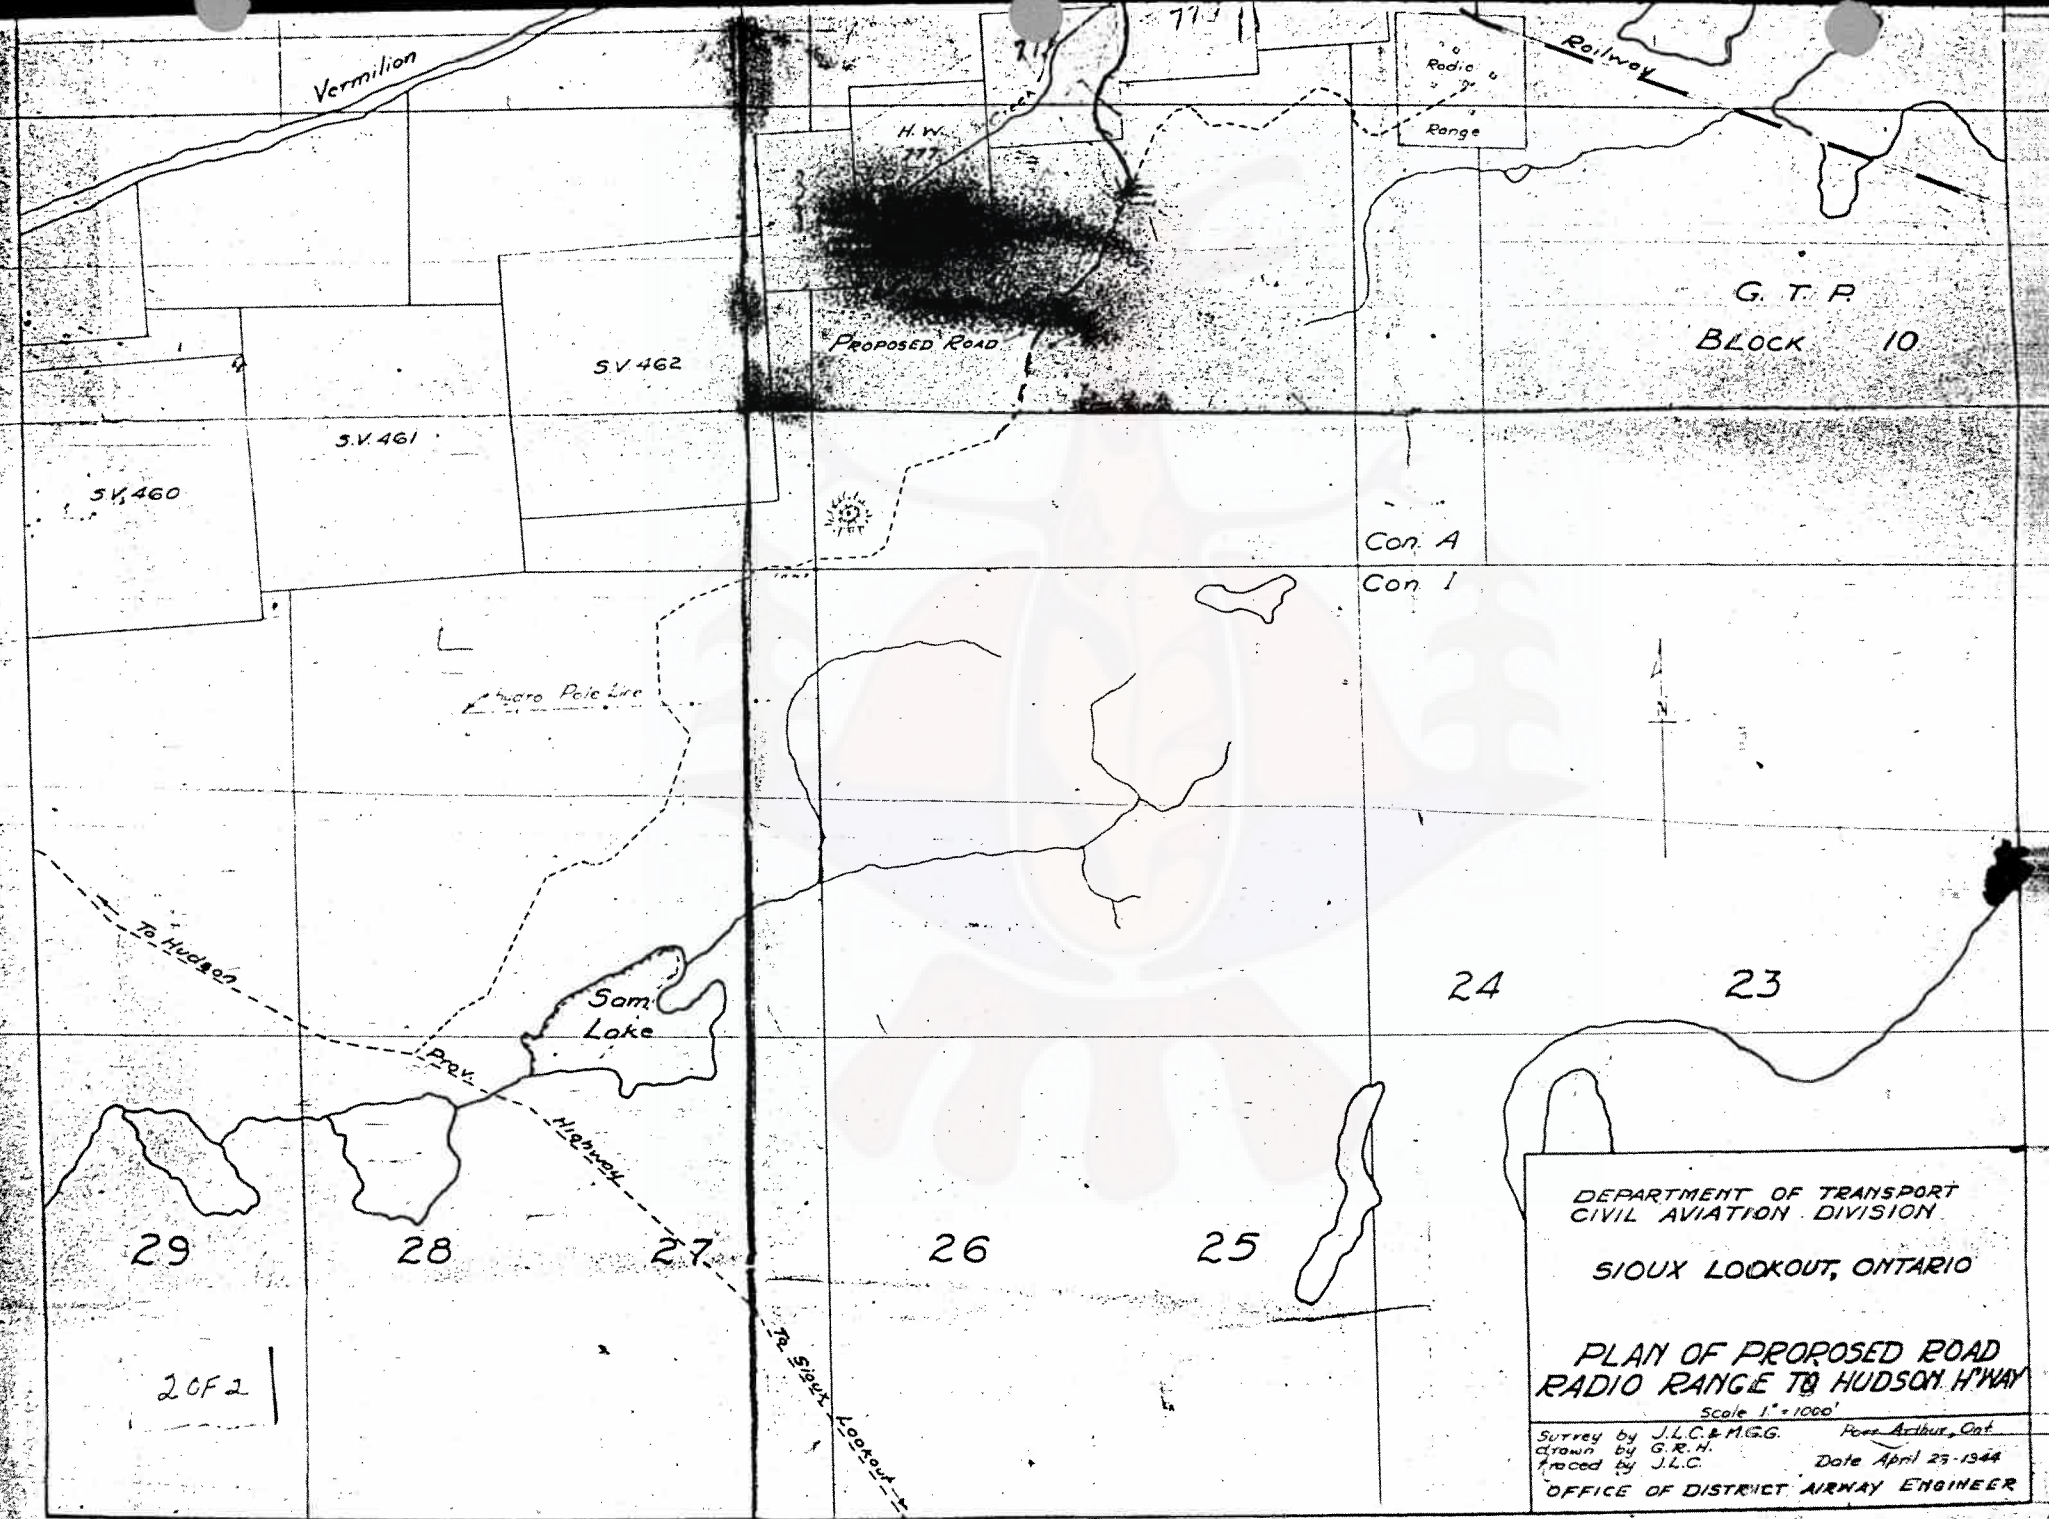 Vermilion
Railway
Radio
Range
H.W.
777
G. T. P.
BLOCK 10
PROPOSED ROAD
S.V. 462
S.V. 461
S.V. 460
Con. A
Con I
Hydro Pole Line
N
To Hudson
Sam
Lake
Prov.
Highway
24
23
29
28
27
26
25
To Sioux Lookout
2 OF 2
DEPARTMENT OF TRANSPORT
CIVIL AVIATION DIVISION
SIOUX LOOKOUT, ONTARIO
PLAN OF PROPOSED ROAD
RADIO RANGE TO HUDSON H'WAY
Scale 1" = 1000'
Survey by J.L.C. & M.G.G. Port Arthur, Ont
drawn by G.R.H.
traced by J.L.C. Date April 23-1944
OFFICE OF DISTRICT AIRWAY ENGINEER